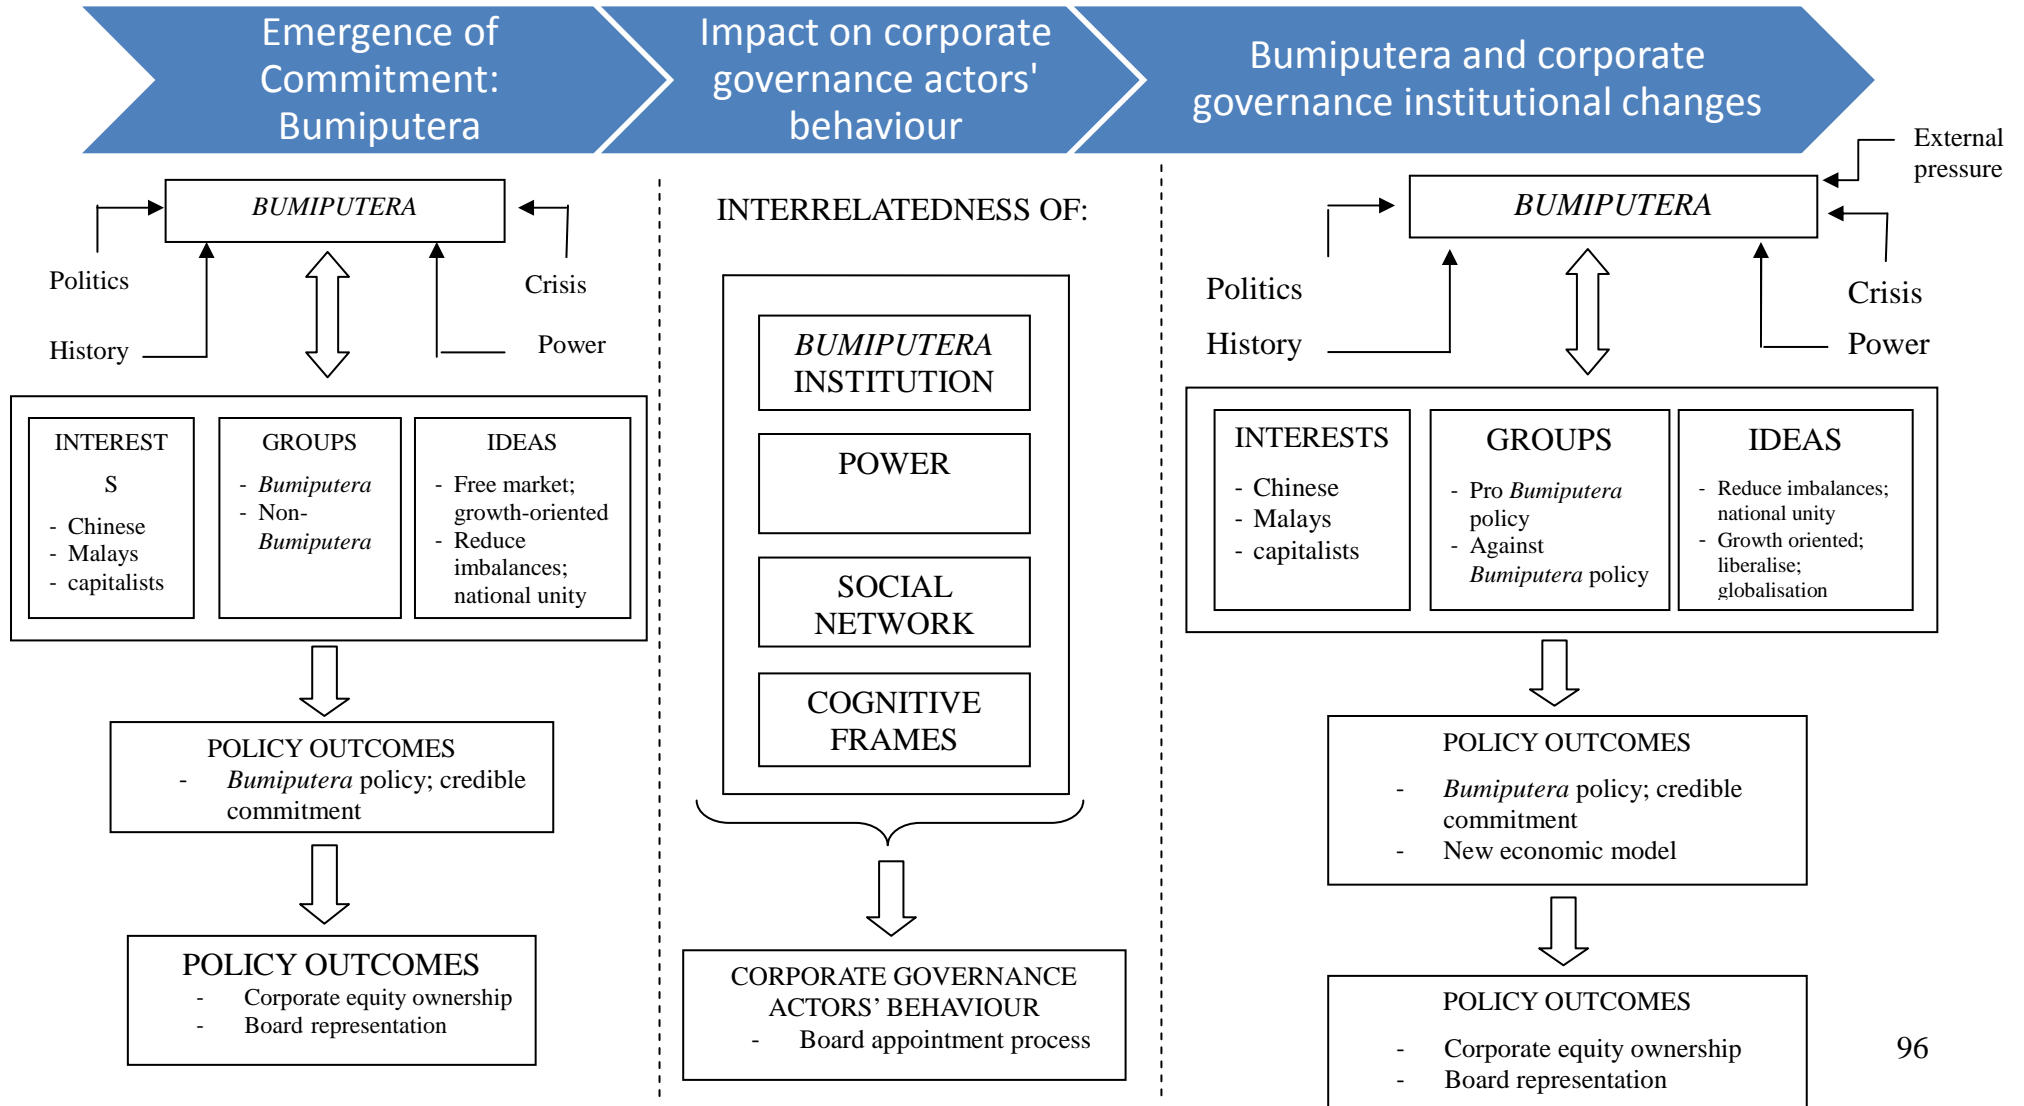 Emergence of
Commitment:
Bumiputera
Impact on corporate
governance actors'
behaviour
Bumiputera and corporate
governance institutional changes
BUMIPUTERA
Politics
History
Crisis
Power
INTEREST
S
- Chinese
- Malays
- capitalists
GROUPS
- Bumiputera
- Non-
Bumiputera
IDEAS
- Free market;
growth-oriented
- Reduce
imbalances;
national unity
POLICY OUTCOMES
- Bumiputera policy; credible
commitment
POLICY OUTCOMES
- Corporate equity ownership
- Board representation
INTERRELATEDNESS OF:
BUMIPUTERA
INSTITUTION
POWER
SOCIAL
NETWORK
COGNITIVE
FRAMES
CORPORATE GOVERNANCE
ACTORS’ BEHAVIOUR
- Board appointment process
External
pressure
BUMIPUTERA
Politics
History
Crisis
Power
INTERESTS
- Chinese
- Malays
- capitalists
GROUPS
- Pro Bumiputera
policy
- Against
Bumiputera policy
IDEAS
- Reduce imbalances;
national unity
- Growth oriented;
liberalise;
globalisation
POLICY OUTCOMES
- Bumiputera policy; credible
commitment
- New economic model
POLICY OUTCOMES
- Corporate equity ownership
- Board representation
96